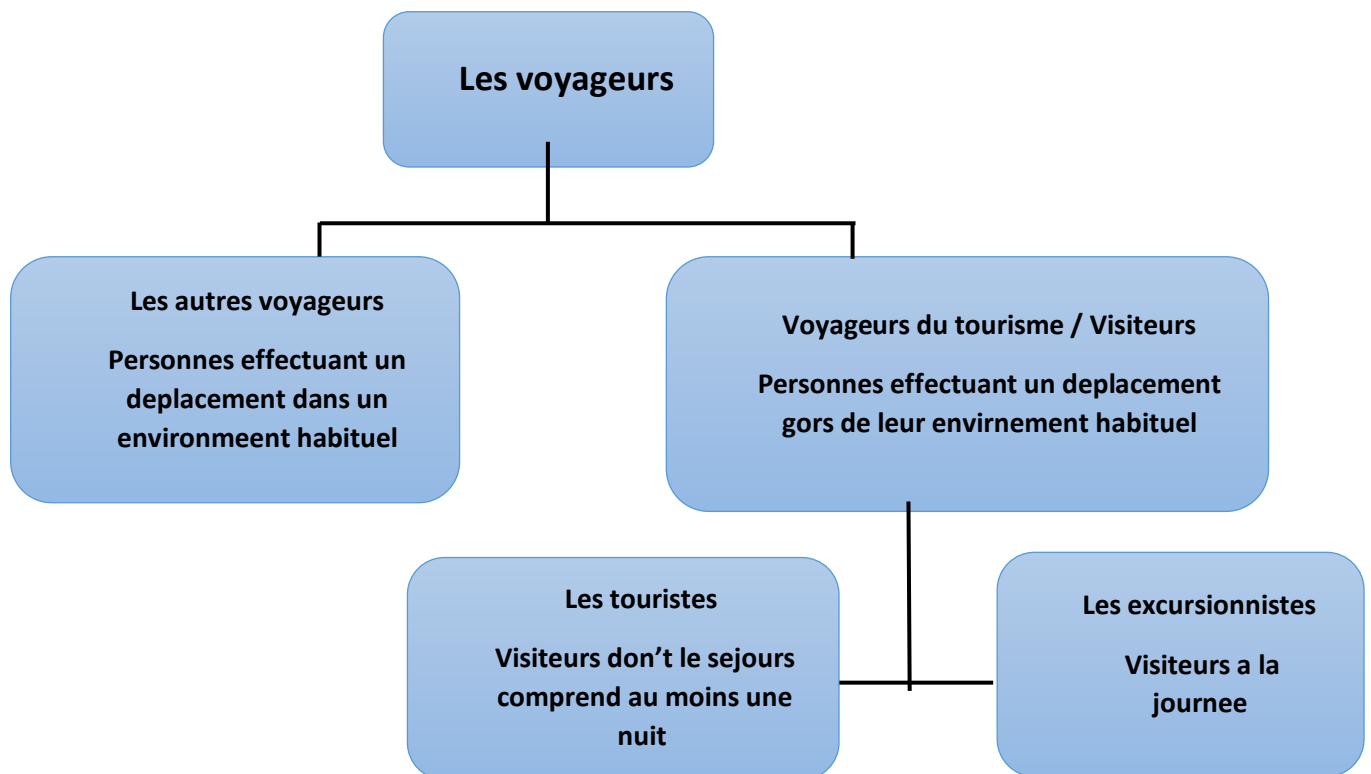 Les voyageurs
Les autres voyageurs
Personnes effectuant un
deplacement dans un
environmeent habituel
Voyageurs du tourisme / Visiteurs
Personnes effectuant un deplacement
gors de leur envirnement habituel
Les touristes
Visiteurs don’t le sejours
comprend au moins une
nuit
Les excursionnistes
Visiteurs a la
journee